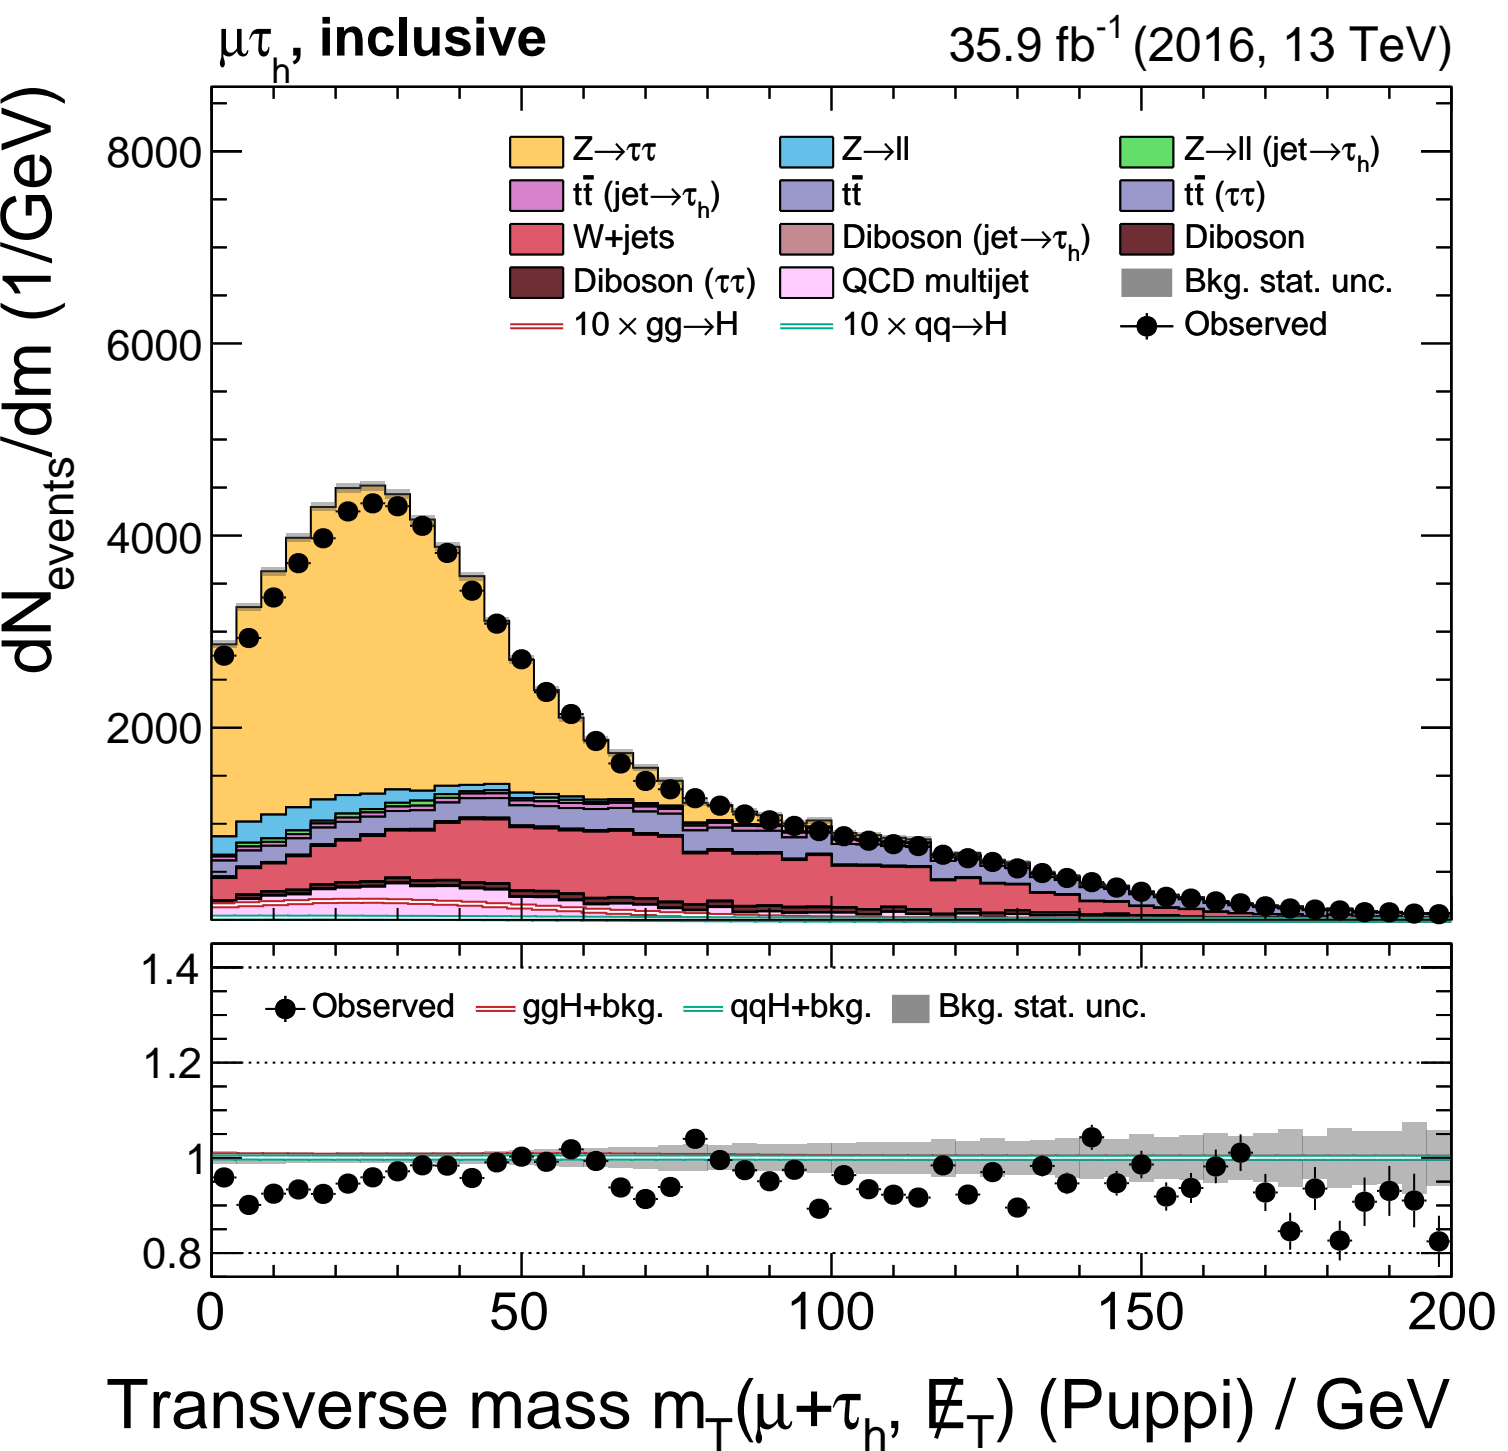 μτh, inclusive 35.9 fb-1 (2016, 13 TeV)
dNevents/dm (1/GeV)
8000
6000
4000
2000
Z→ττ Z→ll Z→ll (jet→τh)
tt̄ (jet→τh) tt̄ tt̄ (ττ)
W+jets Diboson (jet→τh) Diboson
Diboson (ττ) QCD multijet Bkg. stat. unc.
10 × gg→H 10 × qq→H Observed
1.4
1.2
1
0.8
Observed ggH+bkg. qqH+bkg. Bkg. stat. unc.
0 50 100 150 200
Transverse mass mT(μ+τh, E̸T) (Puppi) / GeV